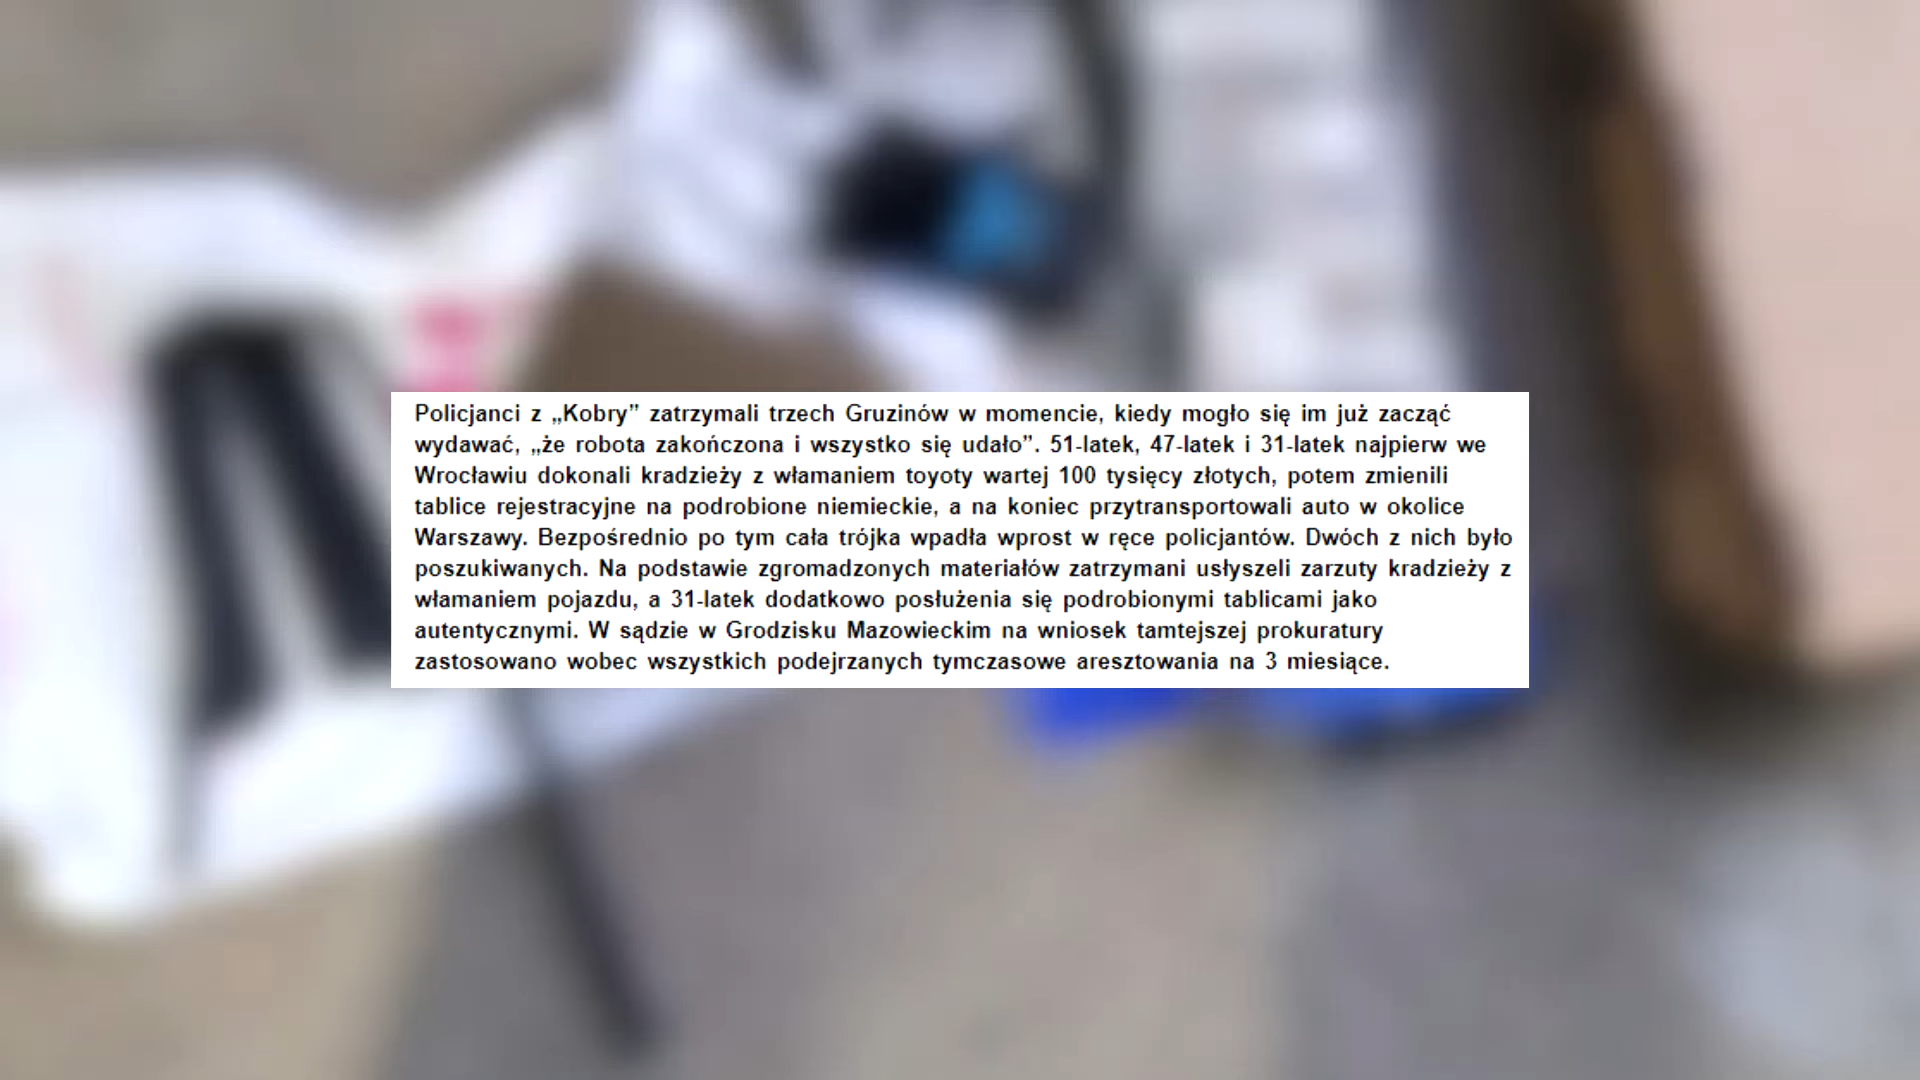 Policjanci z „Kobry” zatrzymali trzech Gruzinów w momencie, kiedy mogło się im już zacząć
wydawać, „że robota zakończona i wszystko się udało”. 51-latek, 47-latek i 31-latek najpierw we
Wrocławiu dokonali kradzieży z włamaniem toyoty wartej 100 tysięcy złotych, potem zmienili
tablice rejestracyjne na podrobione niemieckie, a na koniec przytransportowali auto w okolice
Warszawy. Bezpośrednio po tym cała trójka wpadła wprost w ręce policjantów. Dwóch z nich było
poszukiwanych. Na podstawie zgromadzonych materiałów zatrzymani usłyszeli zarzuty kradzieży z
włamaniem pojazdu, a 31-latek dodatkowo posłużenia się podrobionymi tablicami jako
autentycznymi. W sądzie w Grodzisku Mazowieckim na wniosek tamtejszej prokuratury
zastosowano wobec wszystkich podejrzanych tymczasowe aresztowania na 3 miesiące.